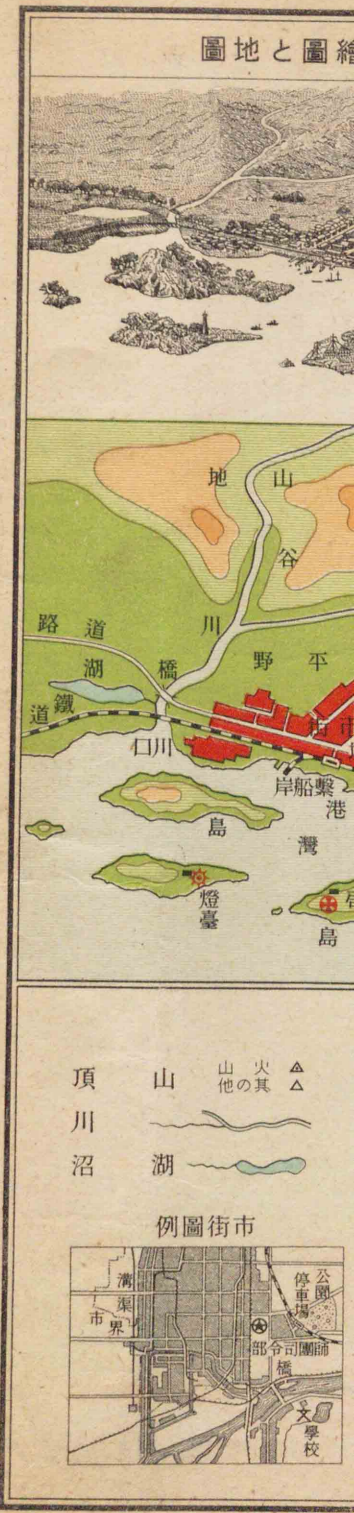 繪圖と地圖
山地
谷
川
道路
平野
湖
橋
鐵道
市街
川口
繫船岸
港
島
灣
燈臺
島
火山
其の他
山頂
川
湖沼
市街圖例
公園
停車場
溝渠
市界
師團司令部
橋
學校